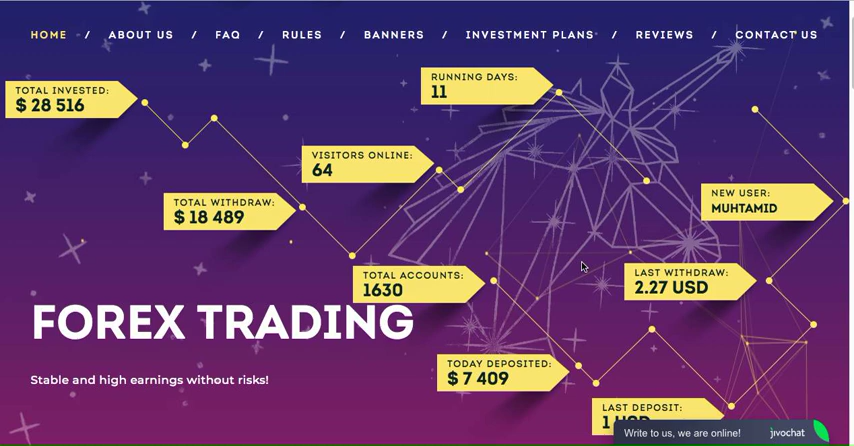 HOME / ABOUT US / FAQ / RULES / BANNERS / INVESTMENT PLANS / REVIEWS / CONTACT US
RUNNING DAYS:
11
TOTAL INVESTED:
$ 28 516
VISITORS ONLINE:
64
NEW USER:
MUHTAMID
TOTAL WITHDRAW:
$ 18 489
LAST WITHDRAW:
2.27 USD
TOTAL ACCOUNTS:
1630
FOREX TRADING
TODAY DEPOSITED:
$ 7 409
Stable and high earnings without risks!
LAST DEPOSIT:
1 USD
Write to us, we are online! jivochat